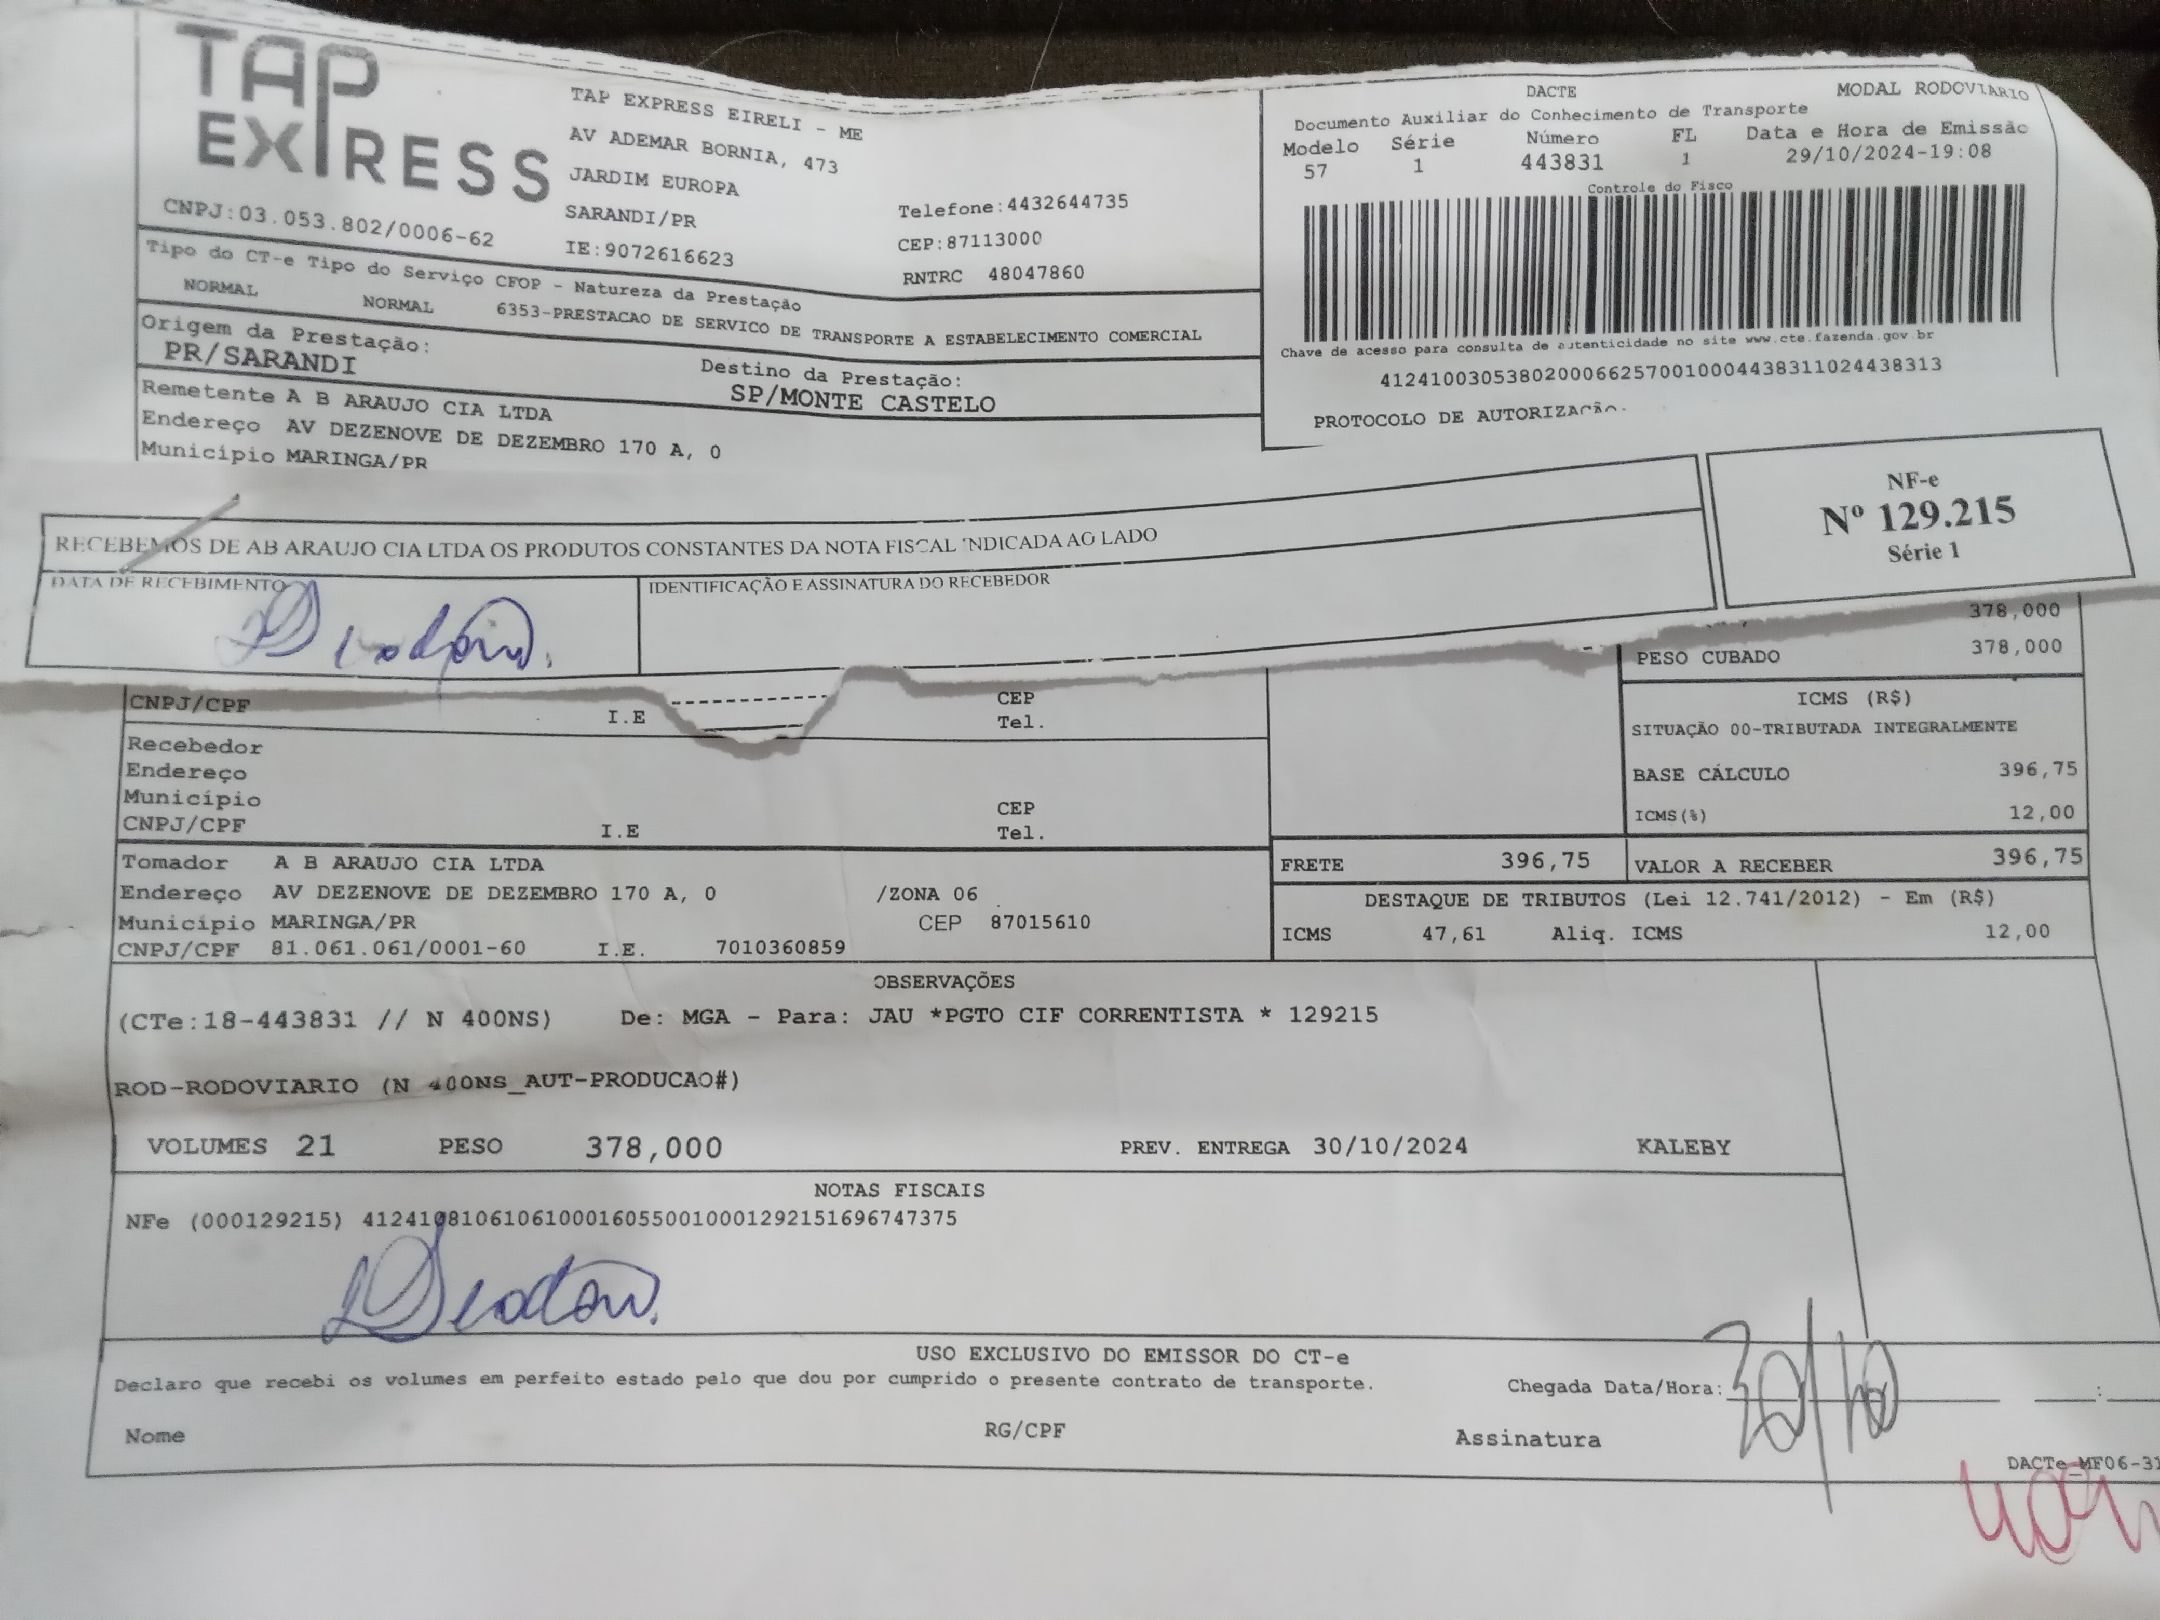 TAP
EXPRESS
TAP EXPRESS EIRELI - ME
AV ADEMAR BORNIA, 473
JARDIM EUROPA
SARANDI/PR
IE:9072616623
Telefone:4432644735
CEP:87113000
RNTRC 48047860
CNPJ:03.053.802/0006-62
DACTE MODAL RODOVIARIO
Documento Auxiliar do Conhecimento de Transporte
Modelo Série Número FL Data e Hora de Emissão
57 1 443831 1 29/10/2024-19:08
Controle do Fisco
Chave de acesso para consulta de autenticidade no site www.cte.fazenda.gov.br
41241003053802000662570010004438311024438313
PROTOCOLO DE AUTORIZAÇÃO:
Tipo do CT-e Tipo do Serviço CFOP - Natureza da Prestação
NORMAL NORMAL 6353-PRESTACAO DE SERVICO DE TRANSPORTE A ESTABELECIMENTO COMERCIAL
Origem da Prestação: Destino da Prestação:
PR/SARANDI SP/MONTE CASTELO
Remetente A B ARAUJO CIA LTDA
Endereço AV DEZENOVE DE DEZEMBRO 170 A, 0
Município MARINGA/PR
NF-e
Nº 129.215
Série 1
RECEBEMOS DE AB ARAUJO CIA LTDA OS PRODUTOS CONSTANTES DA NOTA FISCAL INDICADA AO LADO
DATA DE RECEBIMENTO IDENTIFICAÇÃO E ASSINATURA DO RECEBEDOR
378,000
PESO CUBADO 378,000
CNPJ/CPF I.E CEP
Tel.
ICMS (R$)
SITUAÇÃO 00-TRIBUTADA INTEGRALMENTE
BASE CÁLCULO 396,75
ICMS(%) 12,00
Recebedor
Endereço
Município CEP
CNPJ/CPF I.E Tel.
FRETE 396,75 VALOR A RECEBER 396,75
Tomador A B ARAUJO CIA LTDA
Endereço AV DEZENOVE DE DEZEMBRO 170 A, 0 /ZONA 06
Município MARINGA/PR CEP 87015610
CNPJ/CPF 81.061.061/0001-60 I.E. 7010360859
DESTAQUE DE TRIBUTOS (Lei 12.741/2012) - Em (R$)
ICMS 47,61 Aliq. ICMS 12,00
OBSERVAÇÕES
(CTe:18-443831 // N 400NS) De: MGA - Para: JAU *PGTO CIF CORRENTISTA * 129215
ROD-RODOVIARIO (N 400NS_AUT-PRODUCAO#)
VOLUMES 21 PESO 378,000 PREV. ENTREGA 30/10/2024 KALEBY
NOTAS FISCAIS
NFe (000129215) 41241081061061000160550010001292151696747375
USO EXCLUSIVO DO EMISSOR DO CT-e
Declaro que recebi os volumes em perfeito estado pelo que dou por cumprido o presente contrato de transporte.
Chegada Data/Hora: 30/10 :
Nome RG/CPF Assinatura
DACTe_MF06-31